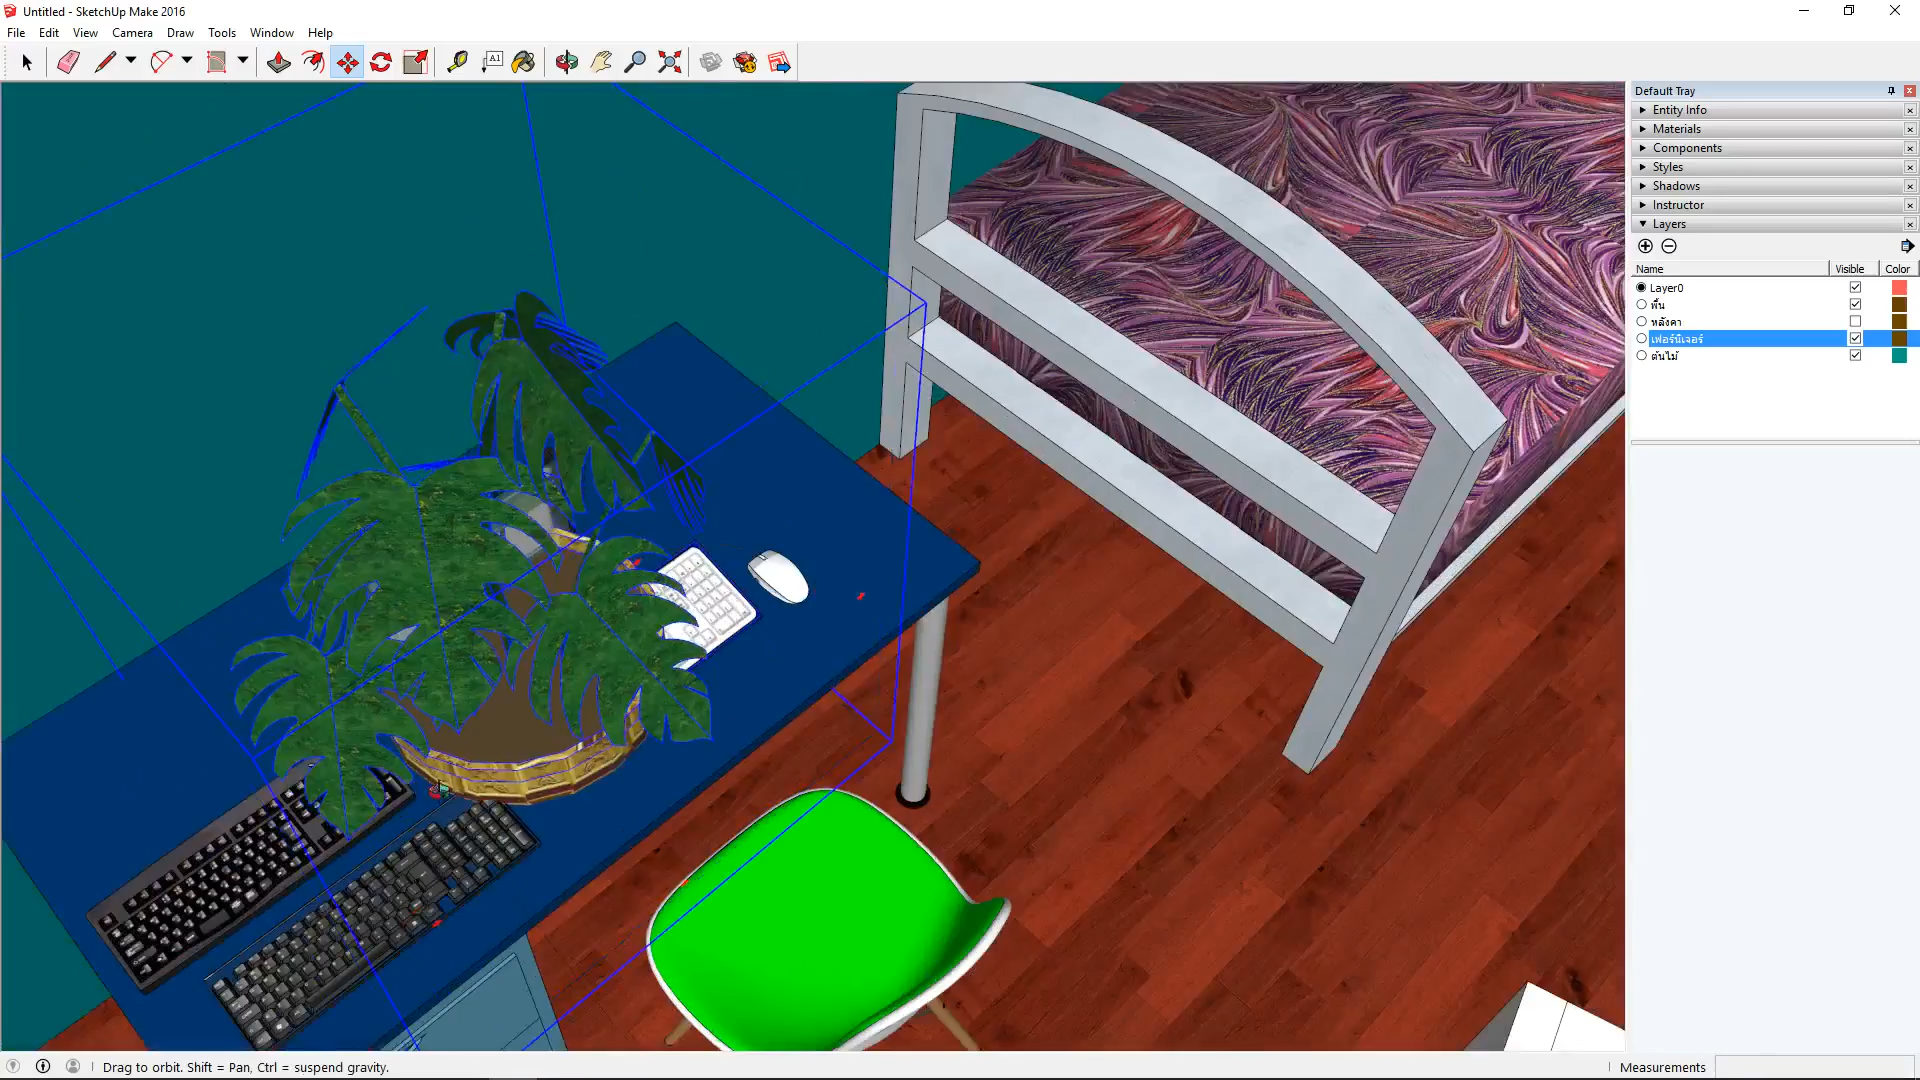 Untitled - SketchUp Make 2016
File Edit View Camera Draw Tools Window Help
A1
Default Tray
Entity Info
Materials
Components
Styles
Shadows
Instructor
Layers
Name Visible Color
Layer0
พื้น
หลังคา
เฟอร์นิเจอร์
ต้นไม้
Drag to orbit. Shift = Pan, Ctrl = suspend gravity.
Measurements